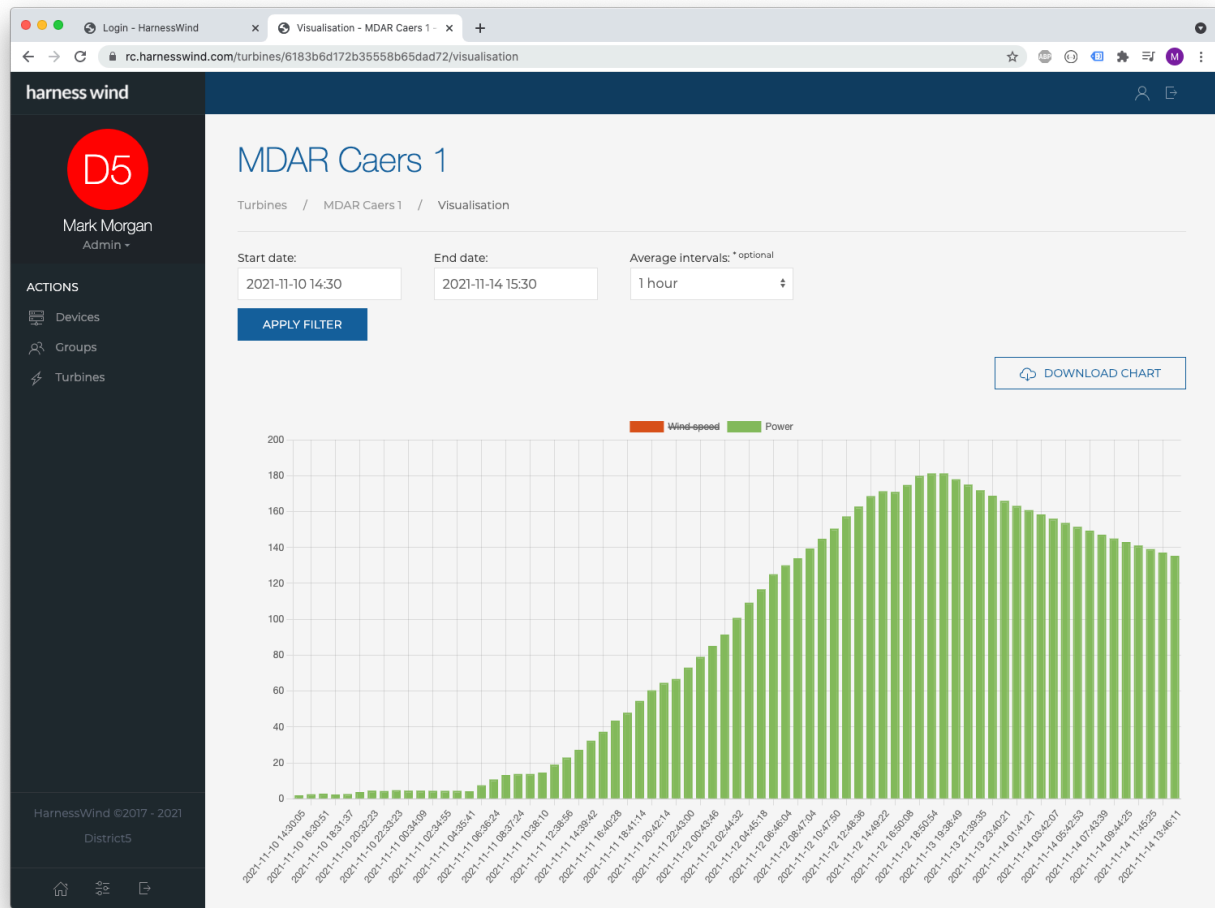 Login - HarnessWind
Visualisation - MDAR Caers 1 -
rc.harnesswind.com/turbines/6183b6d172b35558b65dad72/visualisation
ABP
M
harness wind
D5
Mark Morgan
Admin
ACTIONS
Devices
Groups
Turbines
HarnessWind ©2017 - 2021
District5
MDAR Caers 1
Turbines / MDAR Caers 1 / Visualisation
Start date: End date: Average intervals: * optional
2021-11-10 14:30 2021-11-14 15:30 1 hour
APPLY FILTER
DOWNLOAD CHART
Wind speed Power
200
180
160
140
120
100
80
60
40
20
0
2021-11-10 14:30:05
2021-11-10 16:30:51
2021-11-10 18:31:37
2021-11-10 20:32:23
2021-11-10 22:33:23
2021-11-11 00:34:09
2021-11-11 02:34:55
2021-11-11 04:35:41
2021-11-11 06:36:24
2021-11-11 08:37:24
2021-11-11 10:38:10
2021-11-11 12:38:56
2021-11-11 14:39:42
2021-11-11 16:40:28
2021-11-11 18:41:14
2021-11-11 20:42:14
2021-11-11 22:43:00
2021-11-12 00:43:46
2021-11-12 02:44:32
2021-11-12 04:45:18
2021-11-12 06:46:04
2021-11-12 08:47:04
2021-11-12 10:47:50
2021-11-12 12:48:36
2021-11-12 14:49:22
2021-11-12 16:50:08
2021-11-12 18:50:54
2021-11-13 19:38:49
2021-11-13 21:39:35
2021-11-13 23:40:21
2021-11-14 01:41:21
2021-11-14 03:42:07
2021-11-14 05:42:53
2021-11-14 07:43:39
2021-11-14 09:44:25
2021-11-14 11:45:25
2021-11-14 13:46:11